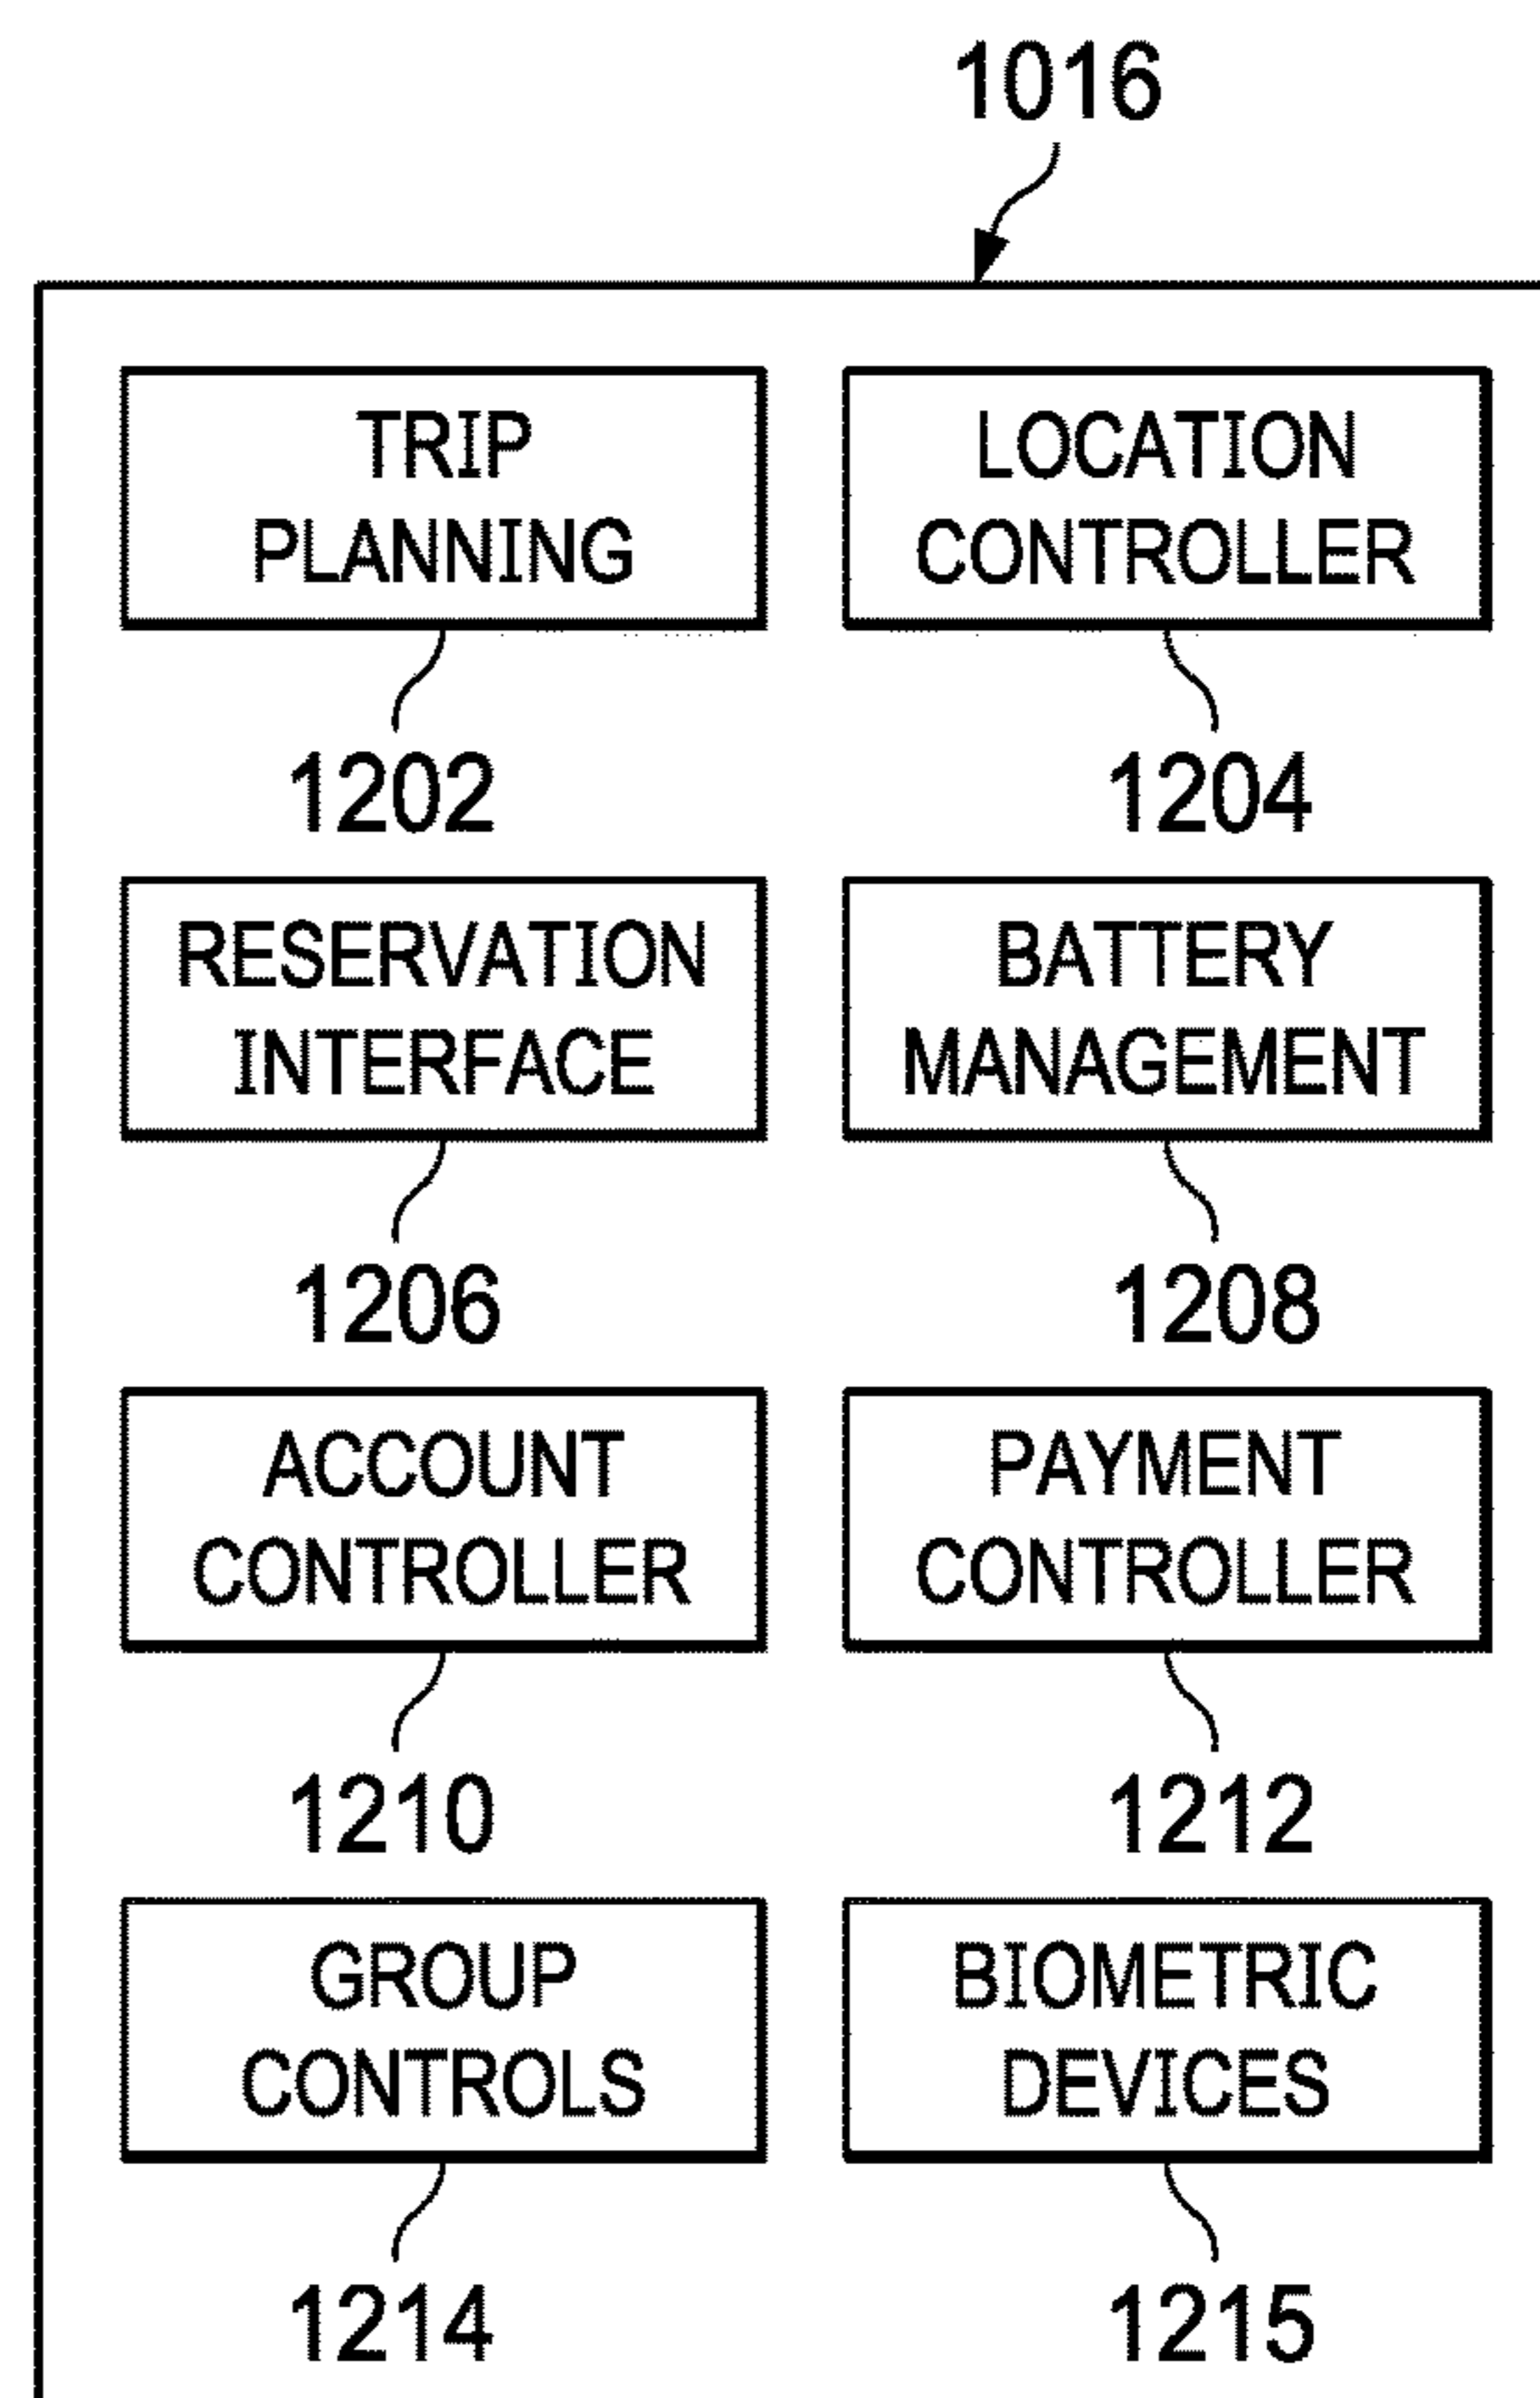 1016
TRIP
PLANNING
1202
LOCATION
CONTROLLER
1204
RESERVATION
INTERFACE
1206
BATTERY
MANAGEMENT
1208
ACCOUNT
CONTROLLER
1210
PAYMENT
CONTROLLER
1212
GROUP
CONTROLS
1214
BIOMETRIC
DEVICES
1215